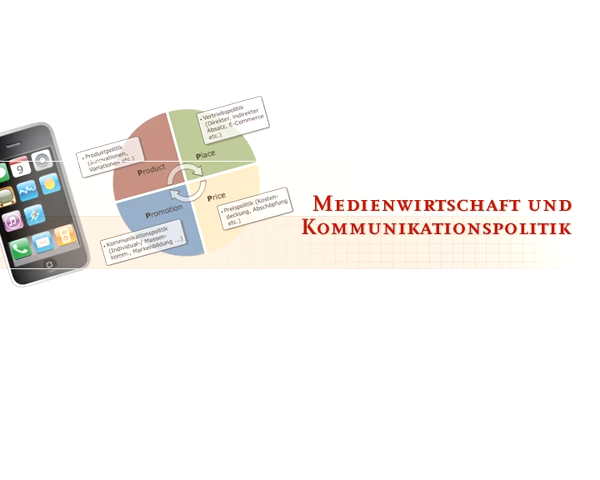 • Vertriebspolitik
(Direkter, indirekter
Absatz, E-Commerce
etc.)
• Produktpolitik
(Innovationen,
Variationen etc.)
Product
Place
9
Price
Promotion
• Preispolitik (Kosten-
deckung, Abschöpfung
etc.)
• Kommunikationspolitik
(Individual-/ Massen-
komm., Markenbildung ...)
MEDIENWIRTSCHAFT UND
KOMMUNIKATIONSPOLITIK